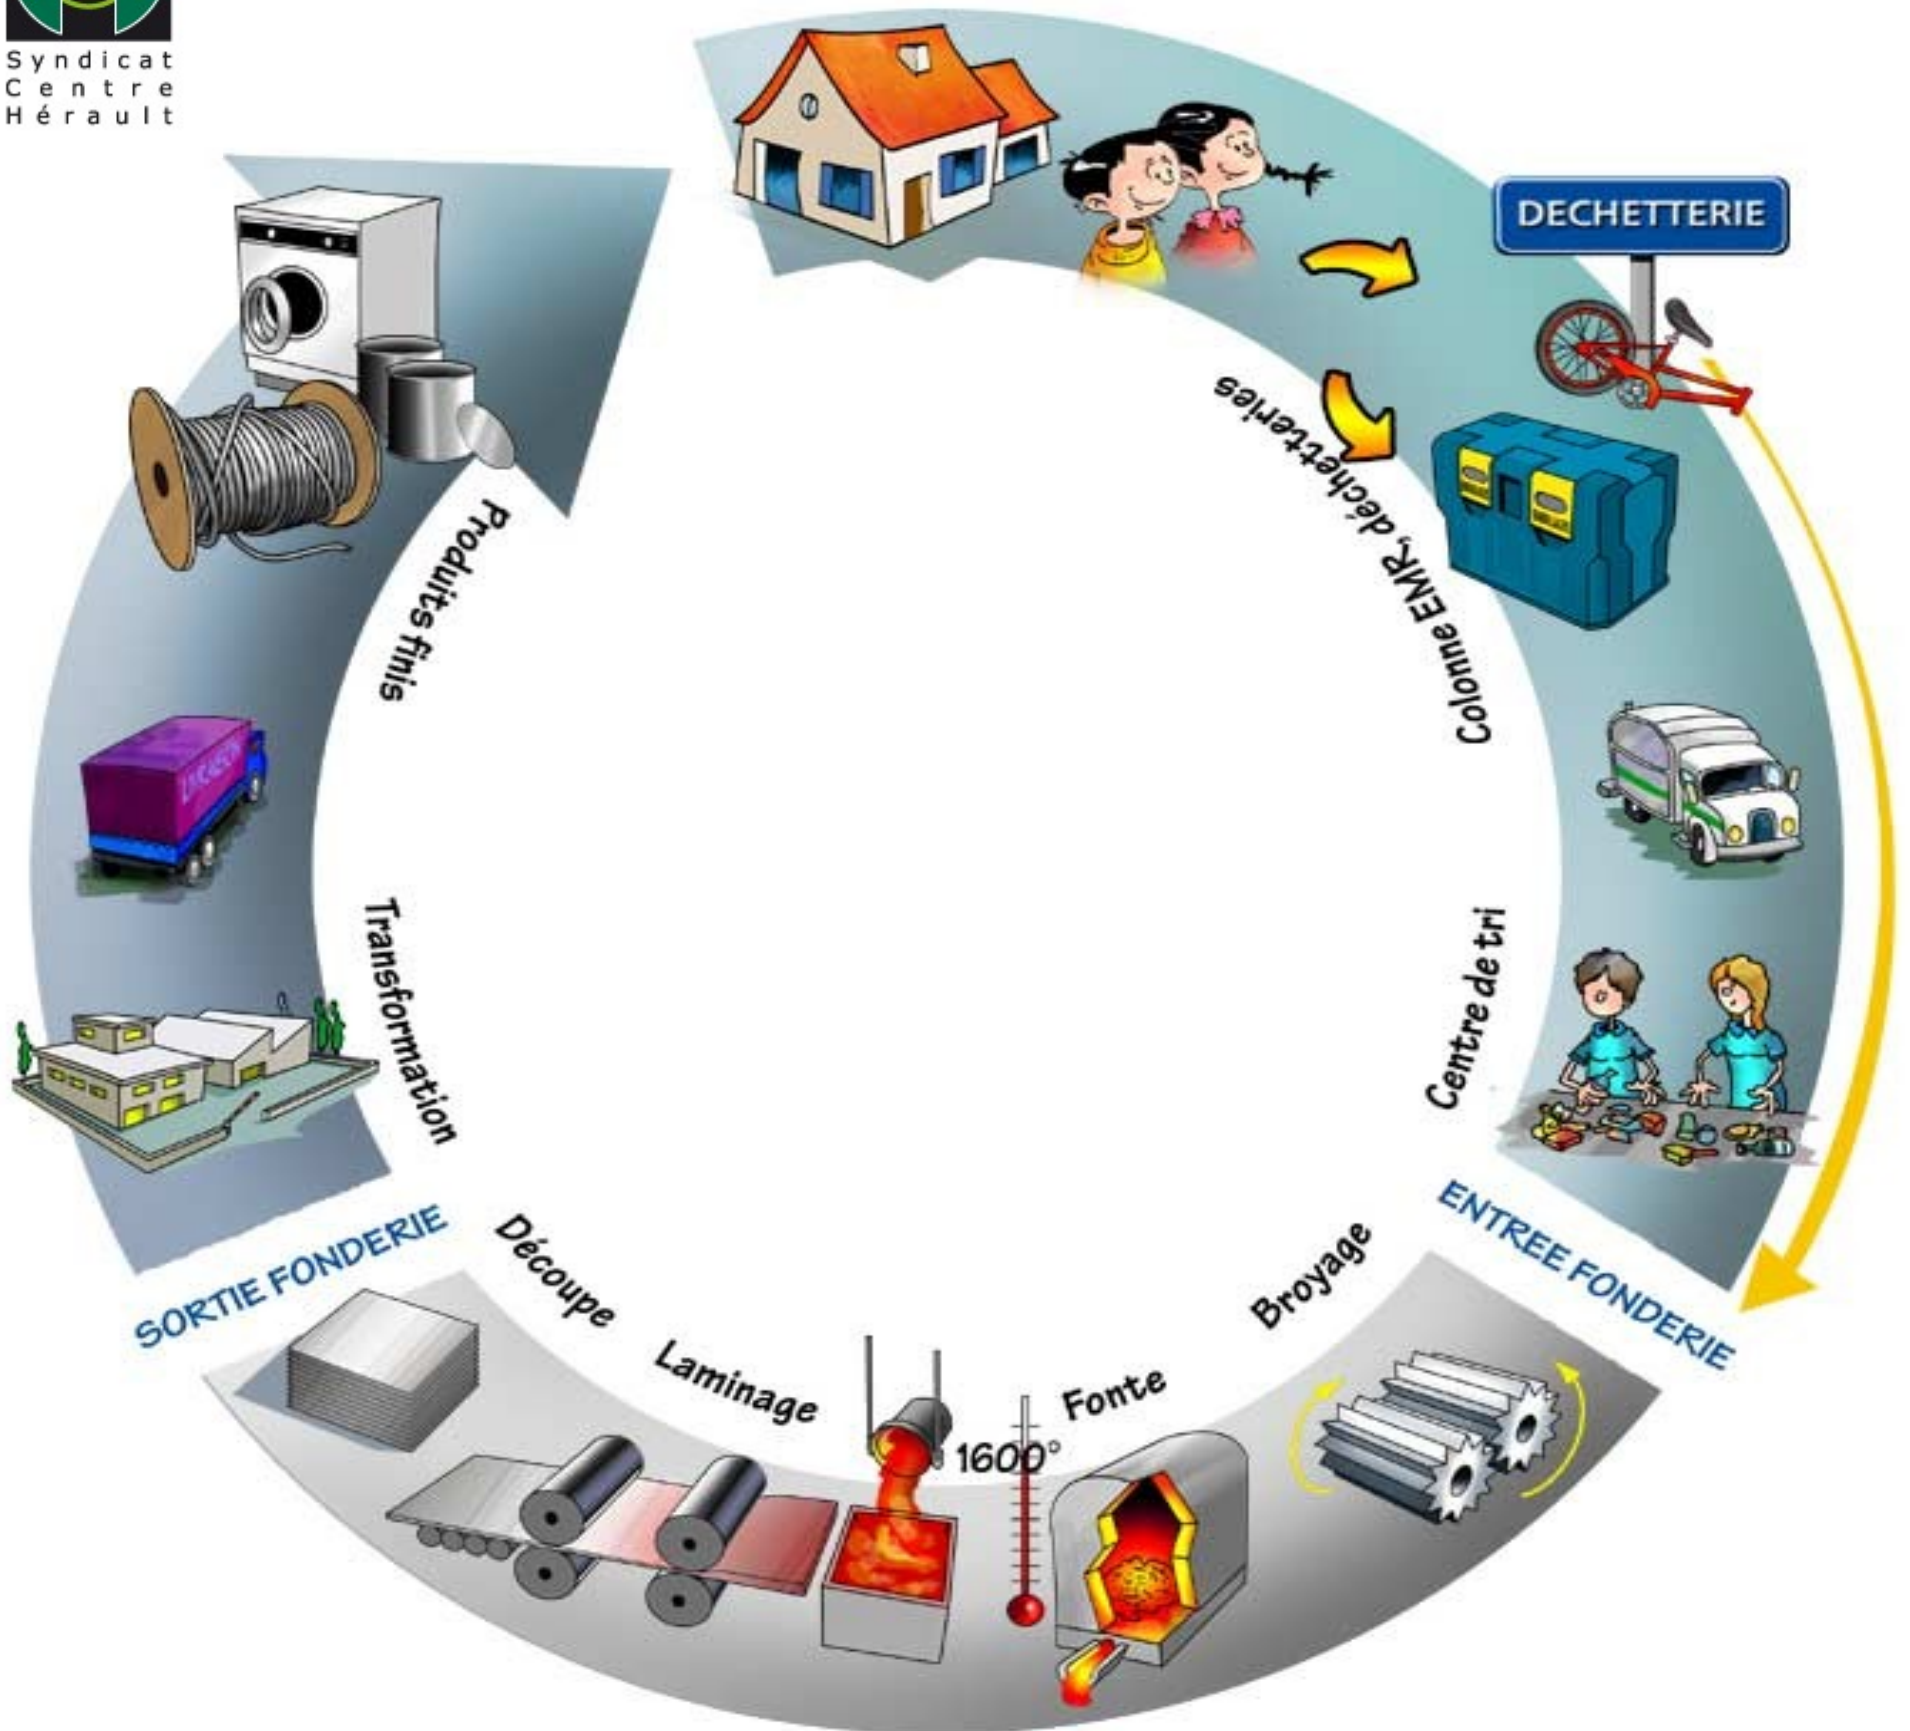 Syndicat
Centre
Hérault
DECHETTERIE
Colonne EMR, déchetteries
Centre de tri
ENTREE FONDERIE
Broyage
Fonte
1600°
Laminage
Découpe
SORTIE FONDERIE
Transformation
LIVRAISON
Produits finis